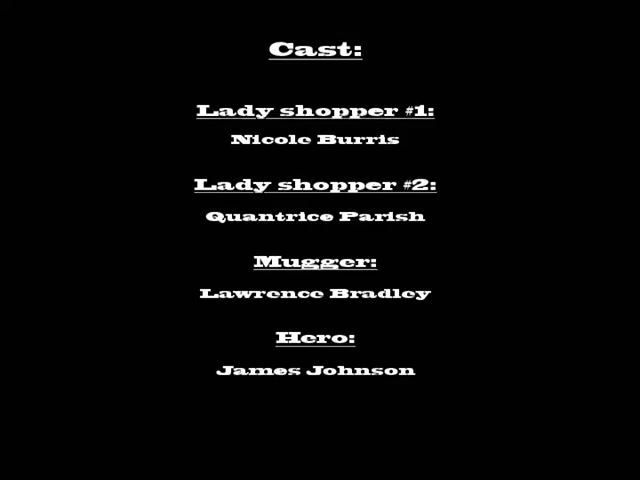 Cast:
Lady shopper #1:
Nicole Burris
Lady shopper #2:
Quantrice Parish
Mugger:
Lawrence Bradley
Hero:
James Johnson